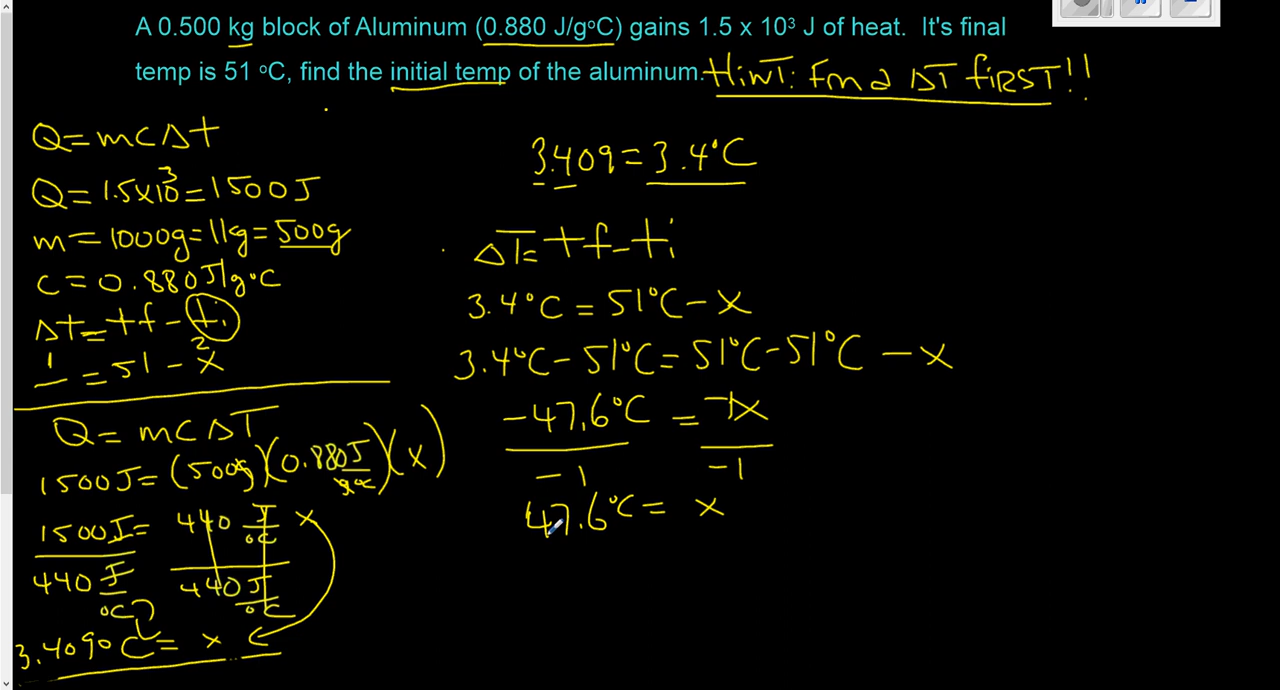 A 0.500 kg block of Aluminum (0.880 J/g°C) gains 1.5 x 10³ J of heat. It's final
temp is 51 °C, find the initial temp of the aluminum. HINT: Find ΔT FIRST!!
Q=mcΔt
Q=1.5x10³=1500J
m=1000g=1kg=500g
c=0.880J/g°C
Δt=tf-ti
_=51-x
Q=mcΔT
1500J=(500g)(0.880J/g°C)(x)
1500J=440 J/°C x
440 J/°C 440 J/°C
3.409°C=x
3.409=3.4°C
ΔT=tf-ti
3.4°C=51°C-x
3.4°C-51°C=51°C-51°C-x
-47.6°C=-1x
-1 -1
47.6°C=x